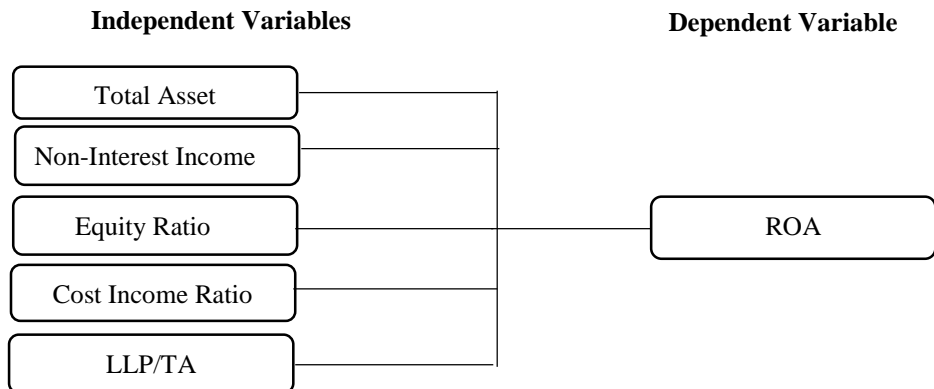 Independent Variables
Dependent Variable
Total Asset
Non-Interest Income
Equity Ratio
ROA
Cost Income Ratio
LLP/TA